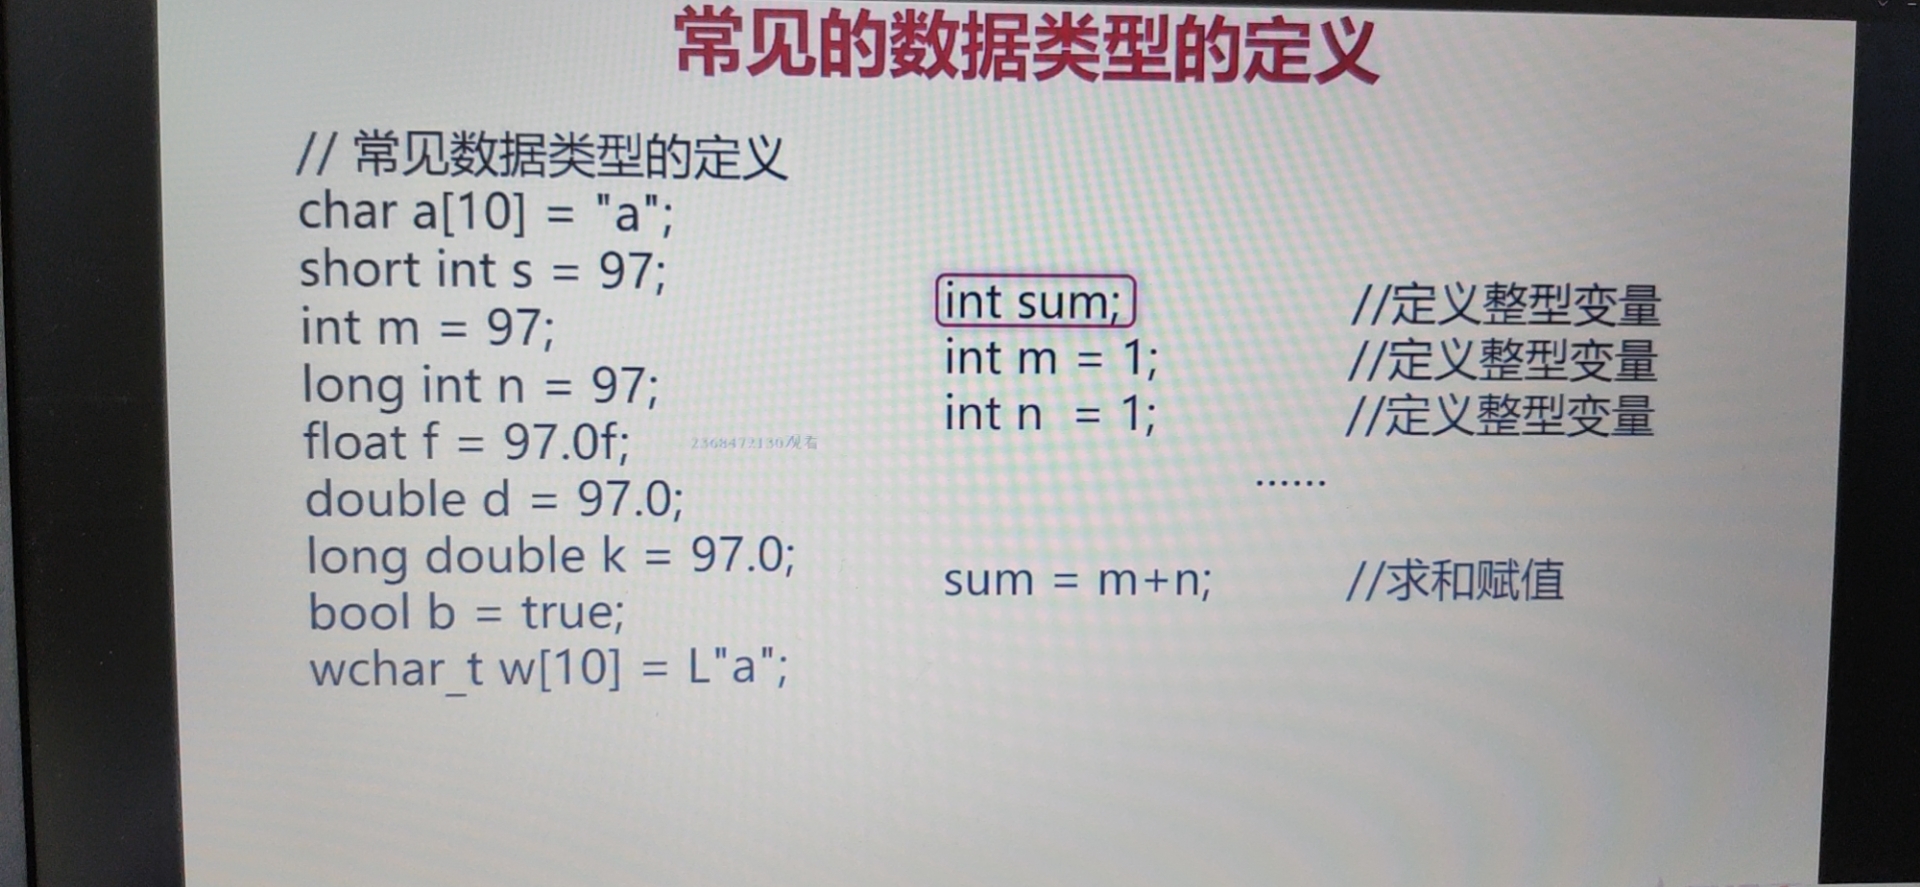 常见的数据类型的定义
// 常见数据类型的定义
char a[10] = "a";
short int s = 97;
int m = 97;
long int n = 97;
float f = 97.0f;
double d = 97.0;
long double k = 97.0;
bool b = true;
wchar_t w[10] = L"a";
2368472130观看
int sum; //定义整型变量
int m = 1; //定义整型变量
int n = 1; //定义整型变量
......
sum = m+n; //求和赋值